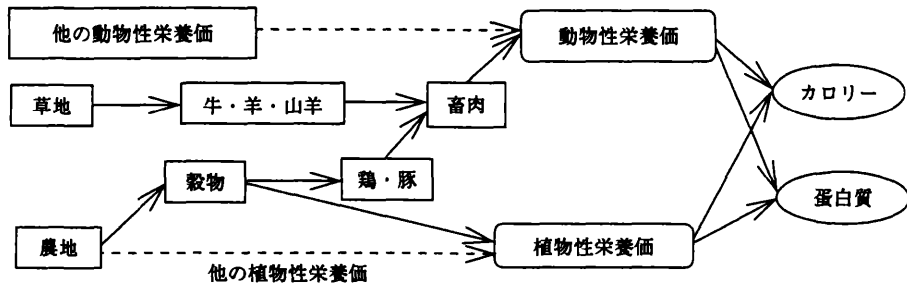 他の動物性栄養価
動物性栄養価
草地
牛・羊・山羊
畜肉
カロリー
穀物
鶏・豚
蛋白質
農地
植物性栄養価
他の植物性栄養価